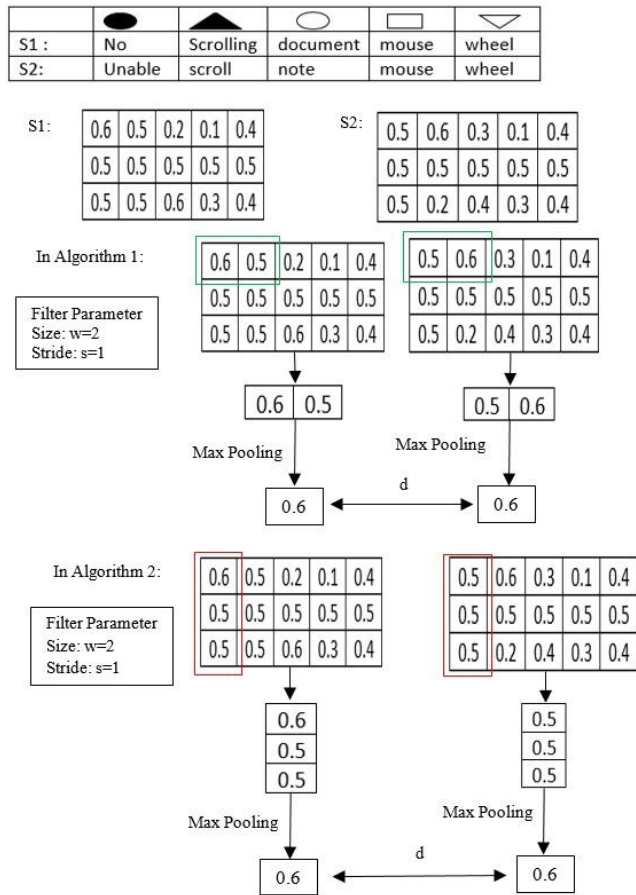 S1 : No Scrolling document mouse wheel
S2: Unable scroll note mouse wheel
S1: S2:
0.6 0.5 0.2 0.1 0.4 0.5 0.6 0.3 0.1 0.4
0.5 0.5 0.5 0.5 0.5 0.5 0.5 0.5 0.5 0.5
0.5 0.5 0.6 0.3 0.4 0.5 0.2 0.4 0.3 0.4
In Algorithm 1:
0.6 0.5 0.2 0.1 0.4 0.5 0.6 0.3 0.1 0.4
0.5 0.5 0.5 0.5 0.5 0.5 0.5 0.5 0.5 0.5
0.5 0.5 0.6 0.3 0.4 0.5 0.2 0.4 0.3 0.4
Filter Parameter
Size: w=2
Stride: s=1
0.6 0.5 0.5 0.6
Max Pooling Max Pooling
0.6 d 0.6
In Algorithm 2:
0.6 0.5 0.2 0.1 0.4 0.5 0.6 0.3 0.1 0.4
0.5 0.5 0.5 0.5 0.5 0.5 0.5 0.5 0.5 0.5
0.5 0.5 0.6 0.3 0.4 0.5 0.2 0.4 0.3 0.4
Filter Parameter
Size: w=2
Stride: s=1
0.6 0.5
0.5 0.5
0.5 0.5
Max Pooling Max Pooling
0.6 d 0.6